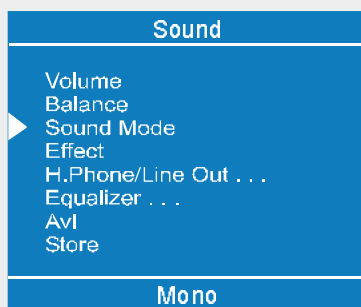 Sound
Volume
Balance
Sound Mode
Effect
H.Phone/Line Out . . .
Equalizer . . .
Avl
Store
Mono